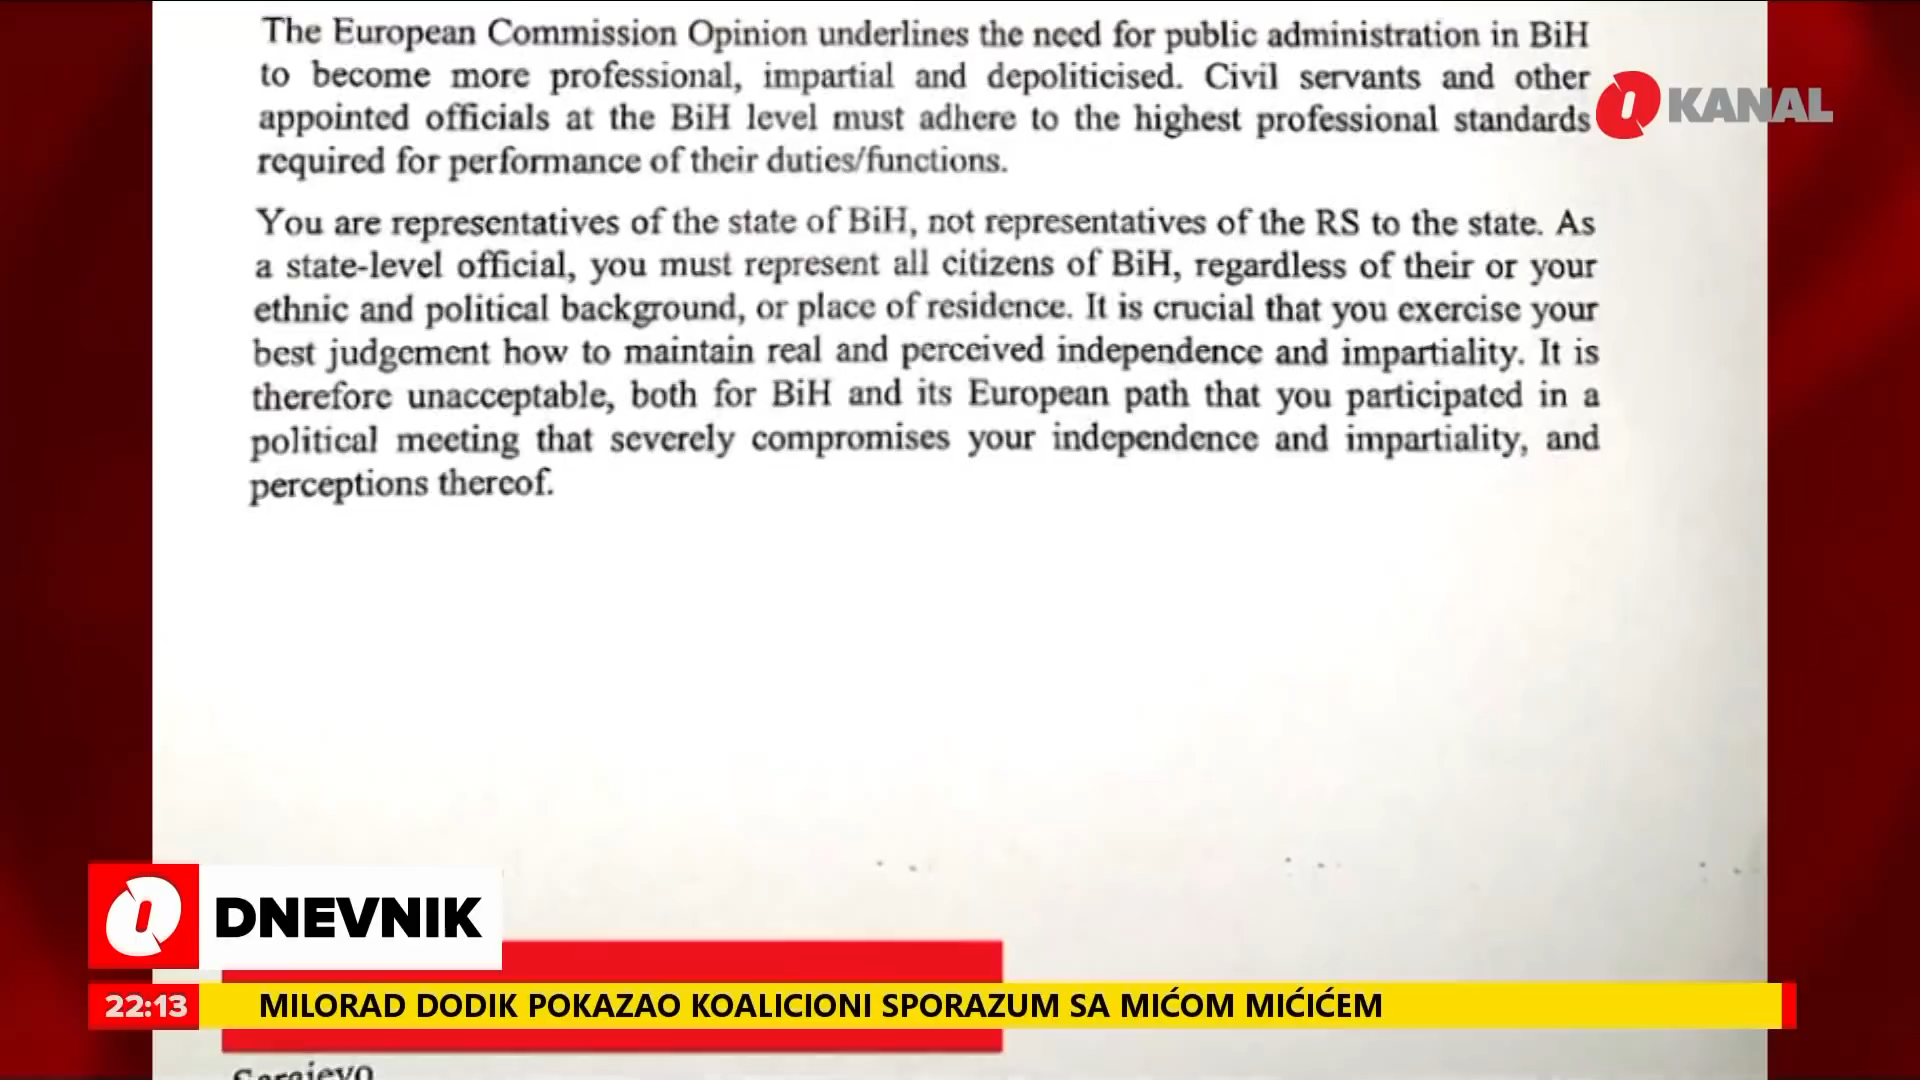 The European Commission Opinion underlines the need for public administration in BiH
to become more professional, impartial and depoliticised. Civil servants and other
appointed officials at the BiH level must adhere to the highest professional standards
required for performance of their duties/functions.
KANAL
You are representatives of the state of BiH, not representatives of the RS to the state. As
a state-level official, you must represent all citizens of BiH, regardless of their or your
ethnic and political background, or place of residence. It is crucial that you exercise your
best judgement how to maintain real and perceived independence and impartiality. It is
therefore unacceptable, both for BiH and its European path that you participated in a
political meeting that severely compromises your independence and impartiality, and
perceptions thereof.
DNEVNIK
22:13 MILORAD DODIK POKAZAO KOALICIONI SPORAZUM SA MIĆOM MIĆIĆEM
Sarajevo